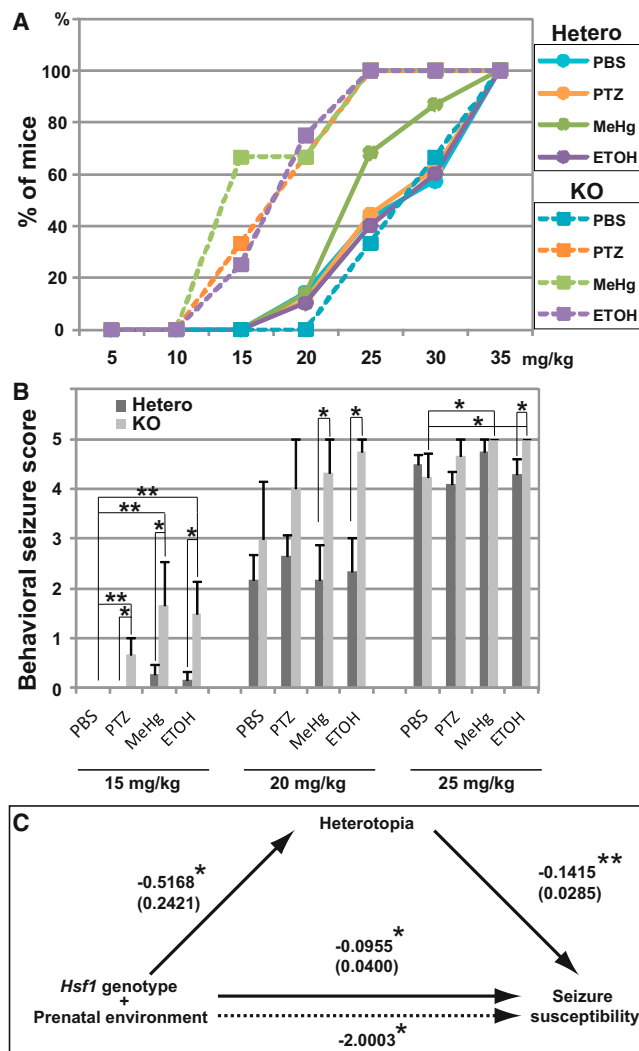 A
%
100
80
60
40
20
0
% of mice
5 10 15 20 25 30 35 mg/kg
Hetero
PBS
PTZ
MeHg
ETOH
KO
PBS
PTZ
MeHg
ETOH
B
Behavioral seizure score
5
4
3
2
1
0
Hetero
KO
** ** ** * * *
* *
* * *
PBS PTZ MeHg ETOH PBS PTZ MeHg ETOH PBS PTZ MeHg ETOH
15 mg/kg 20 mg/kg 25 mg/kg
C
Heterotopia
-0.5168*
(0.2421)
-0.1415**
(0.0285)
-0.0955*
(0.0400)
Hsf1 genotype
+
Prenatal environment
Seizure
susceptibility
-2.0003*